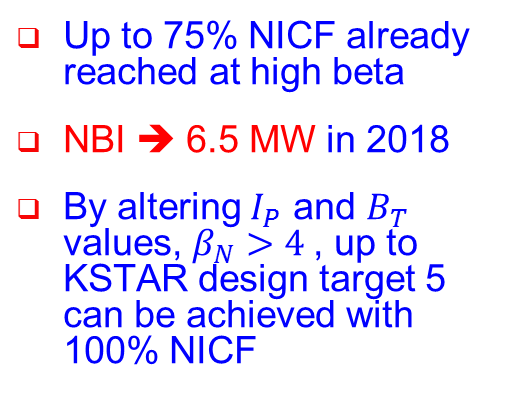 ❑ Up to 75% NICF already
reached at high beta
❑ NBI ➔ 6.5 MW in 2018
❑ By altering I_P and B_T
values, β_N > 4 , up to
KSTAR design target 5
can be achieved with
100% NICF